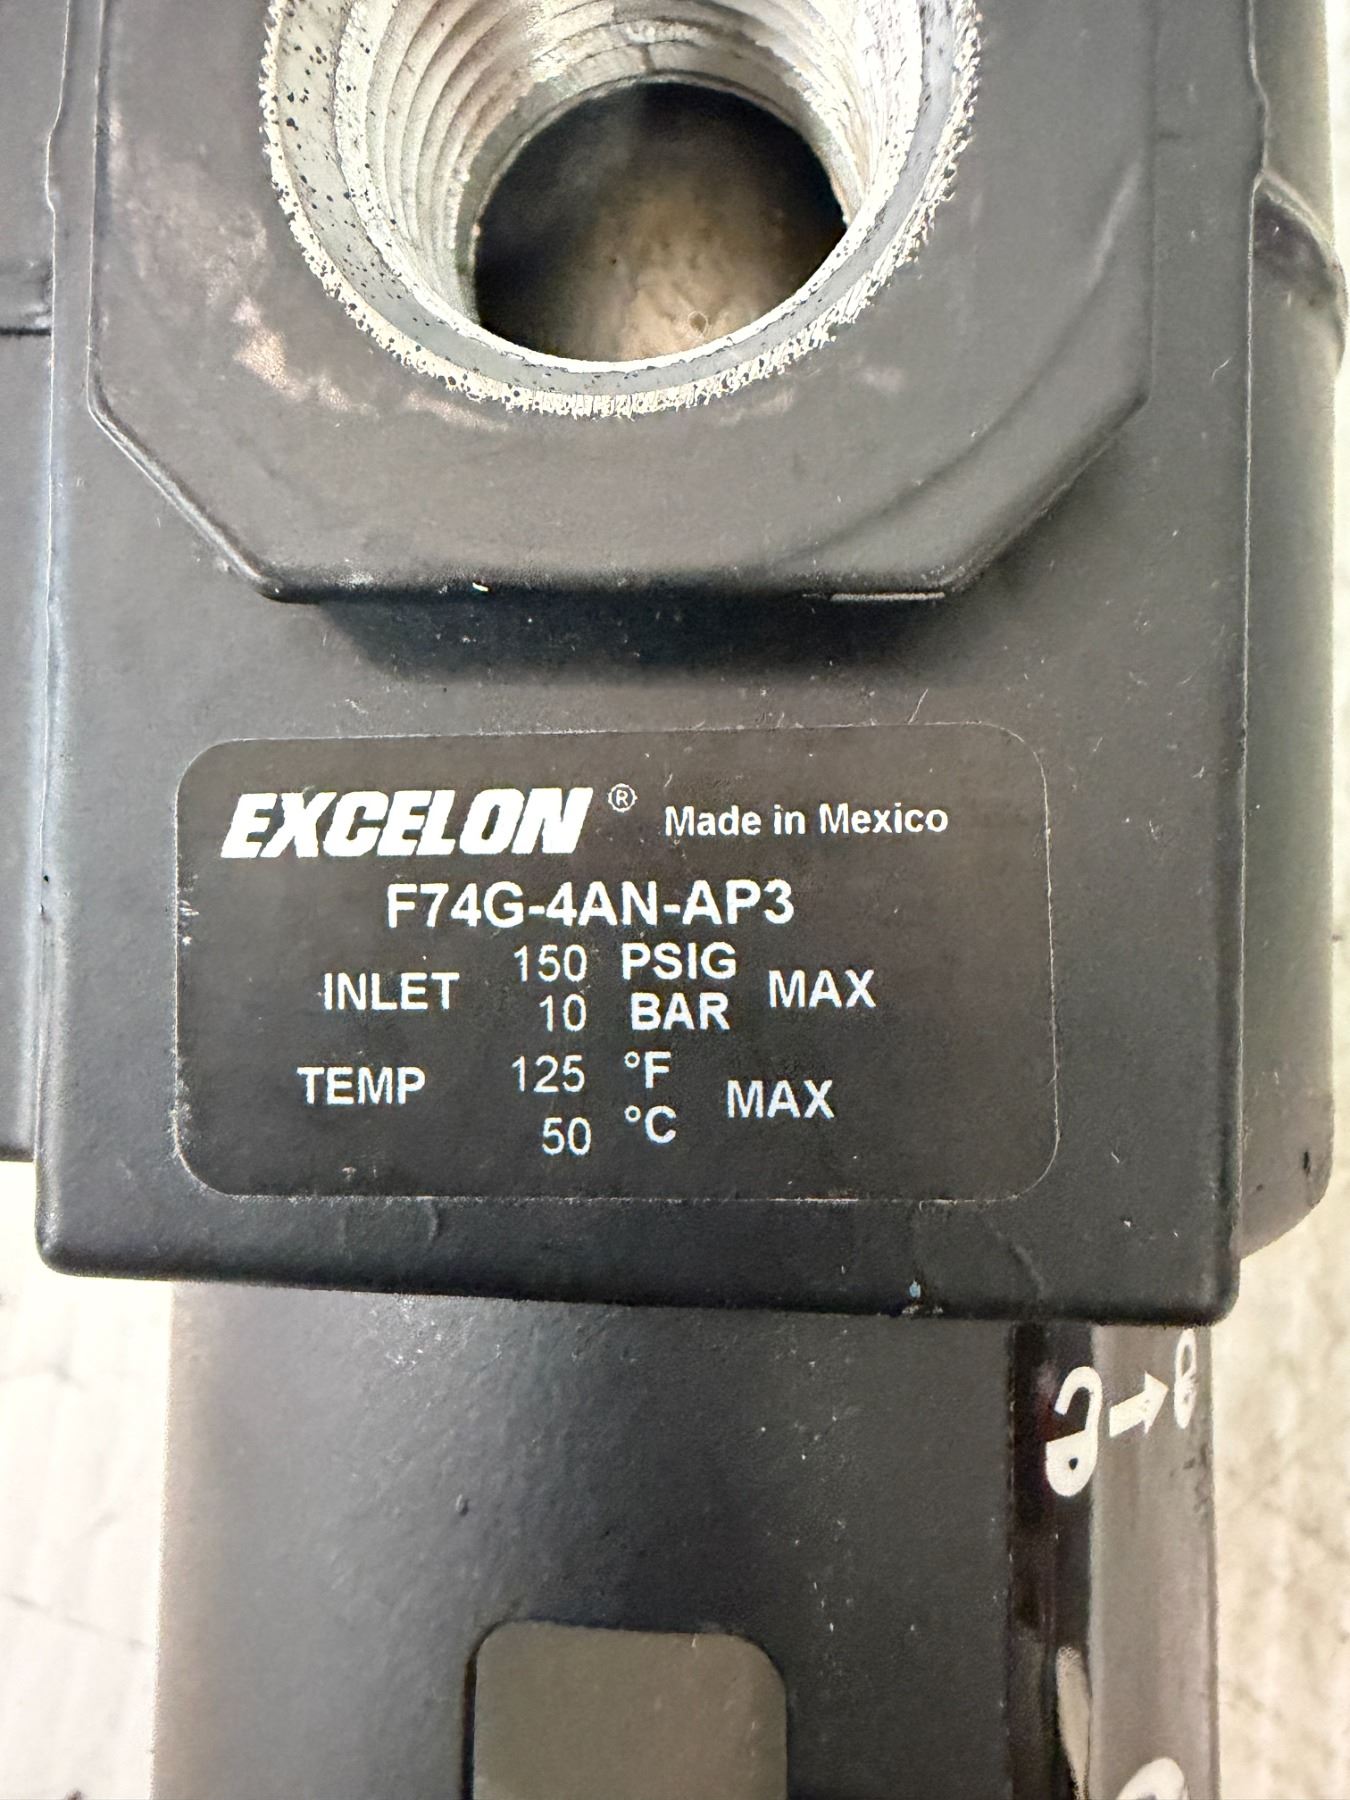 EXCELON® Made in Mexico
F74G-4AN-AP3
INLET 150 PSIG MAX
10 BAR
TEMP 125 °F MAX
50 °C